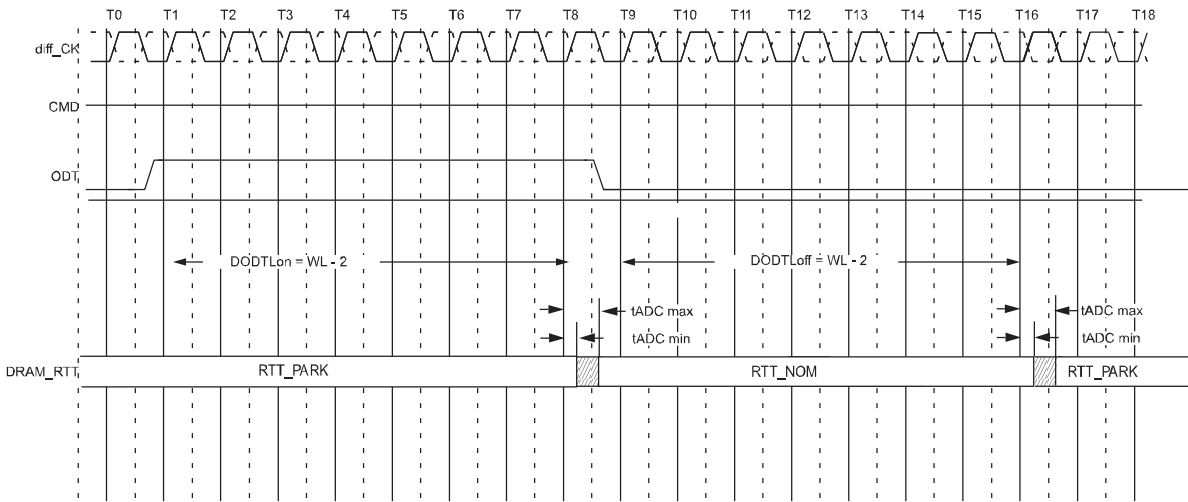 T0 T1 T2 T3 T4 T5 T6 T7 T8 T9 T10 T11 T12 T13 T14 T15 T16 T17 T18
diff_CK
CMD
ODT
DODTLon = WL - 2 DODTLoff = WL - 2
tADC max tADC max
tADC min tADC min
DRAM_RTT RTT_PARK RTT_NOM RTT_PARK